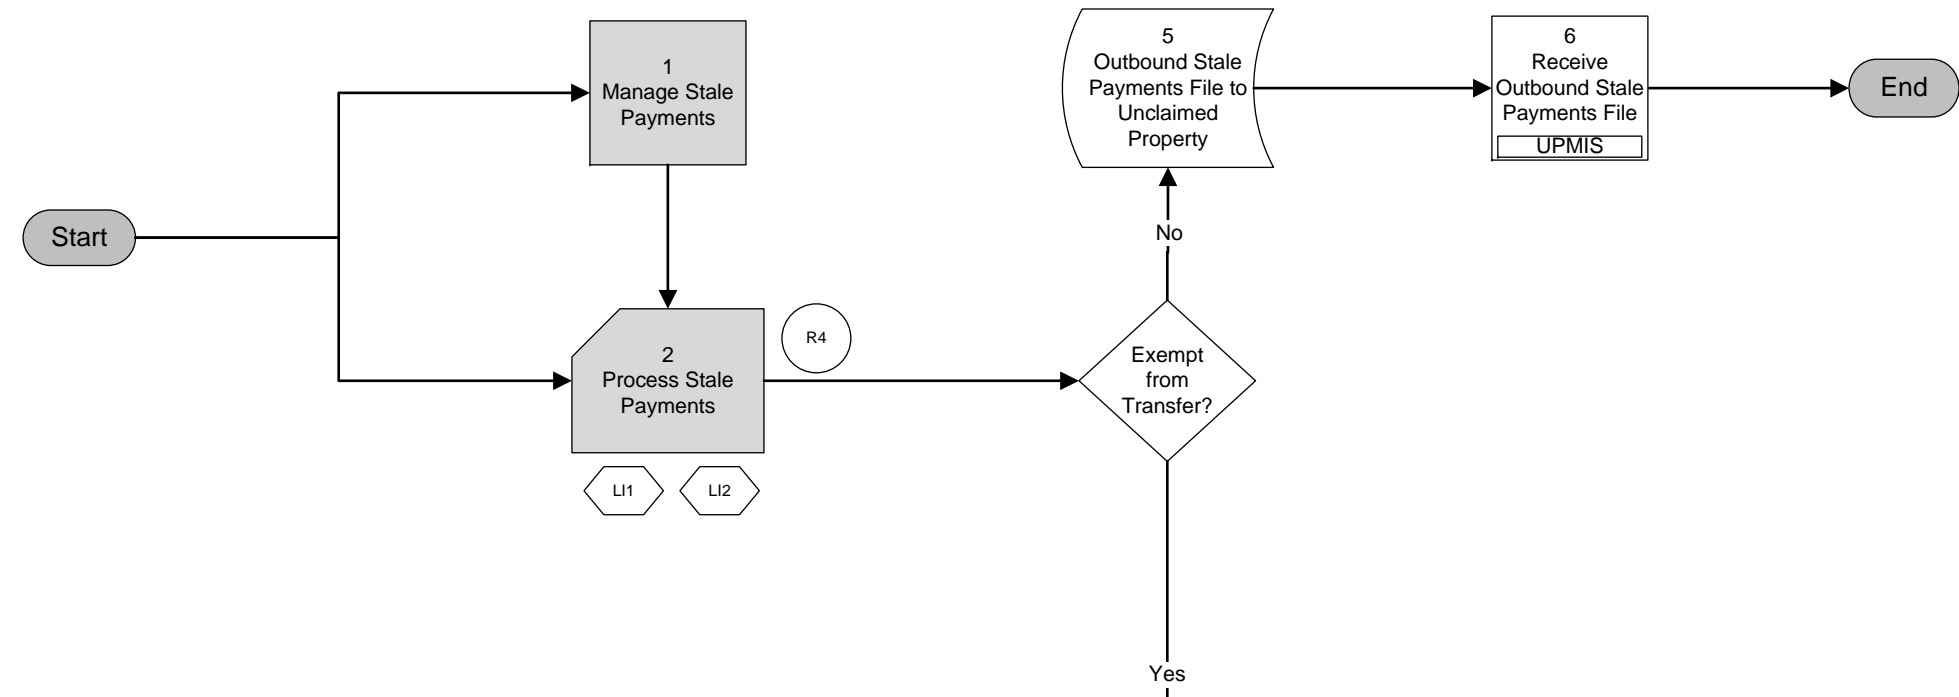 Start
1
Manage Stale
Payments
2
Process Stale
Payments
R4
LI1
LI2
Exempt
from
Transfer?
No
Yes
5
Outbound Stale
Payments File to
Unclaimed
Property
6
Receive
Outbound Stale
Payments File
UPMIS
End